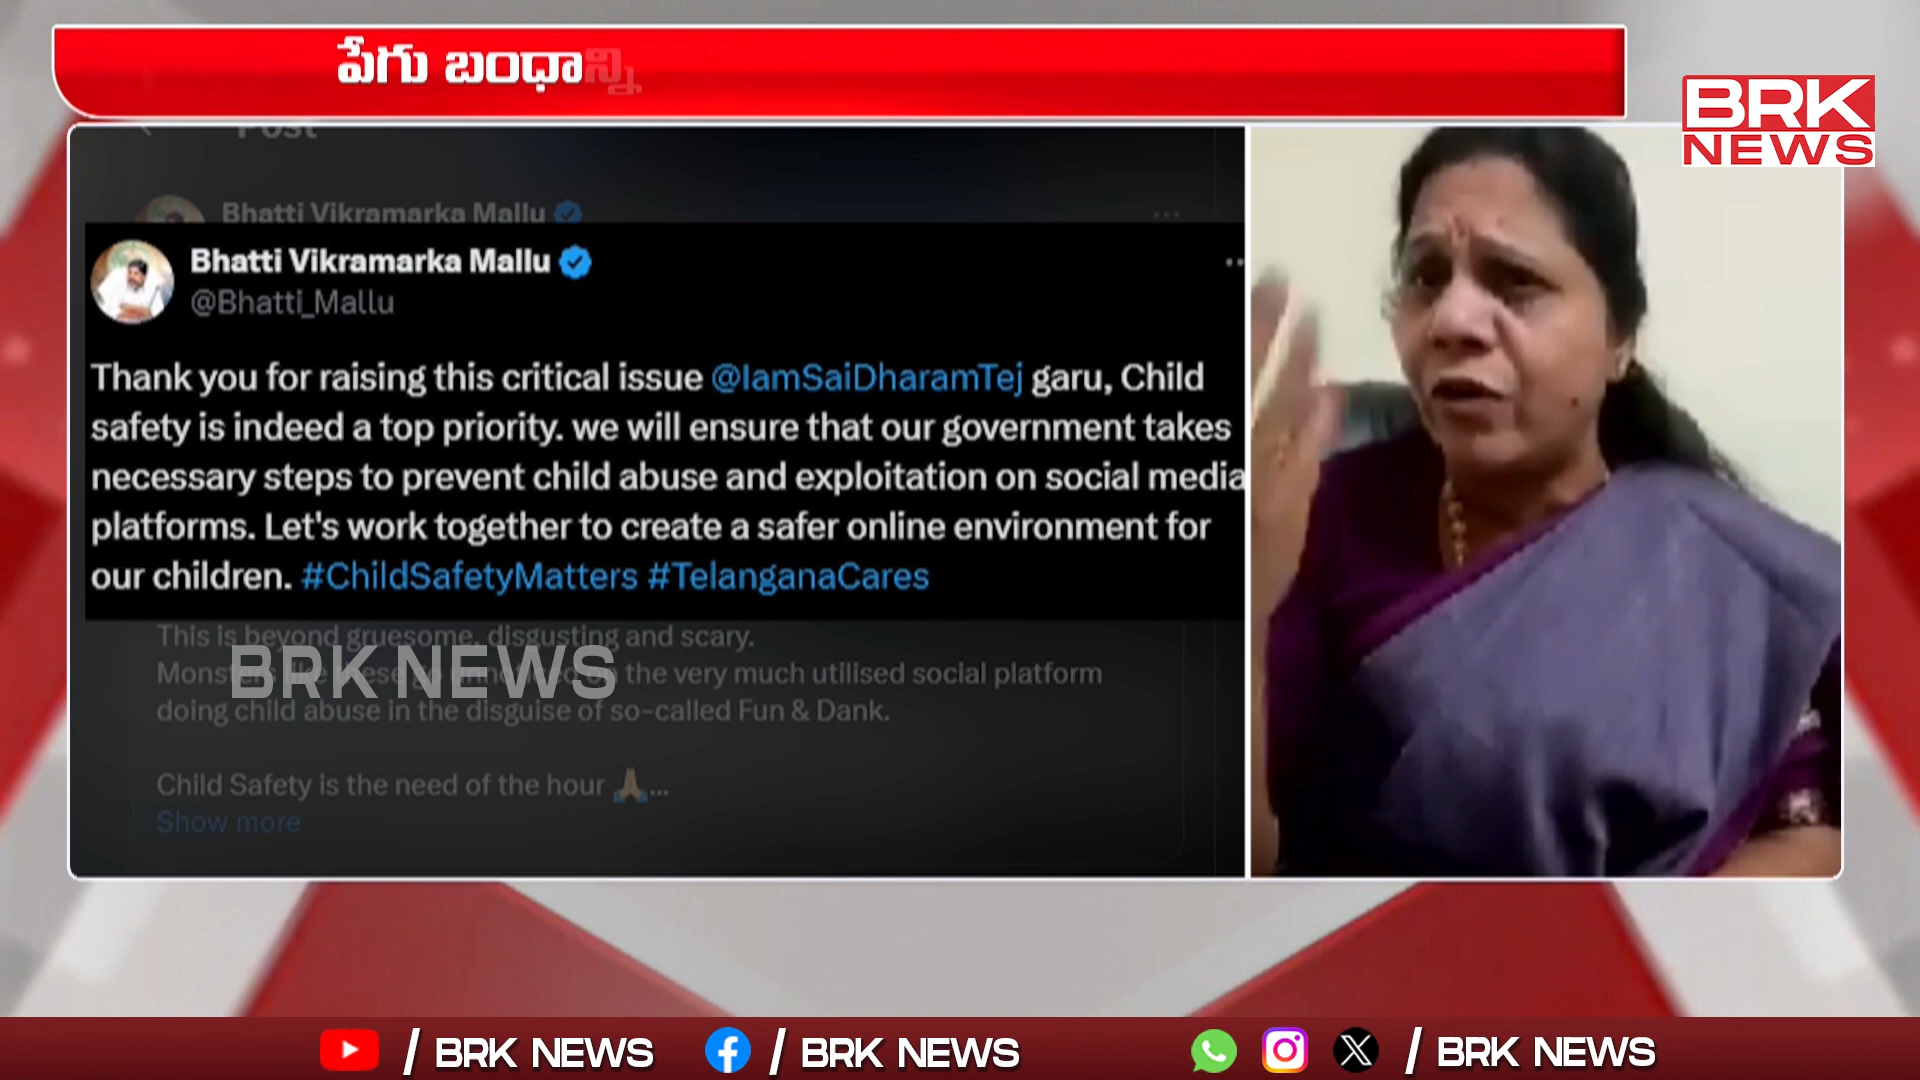 పేగు బంధాన్ని
BRK
NEWS
Post
Bhatti Vikramarka Mallu
Bhatti Vikramarka Mallu
@Bhatti_Mallu
Thank you for raising this critical issue @IamSaiDharamTej garu, Child
safety is indeed a top priority. we will ensure that our government takes
necessary steps to prevent child abuse and exploitation on social media
platforms. Let's work together to create a safer online environment for
our children. #ChildSafetyMatters #TelanganaCares
This is beyond gruesome, disgusting and scary.
the very much utilised social platform
BRK NEWS
doing child abuse in the disguise of so-called Fun & Dank.
Child Safety is the need of the hour 🙏...
Show more
/ BRK NEWS / BRK NEWS / BRK NEWS